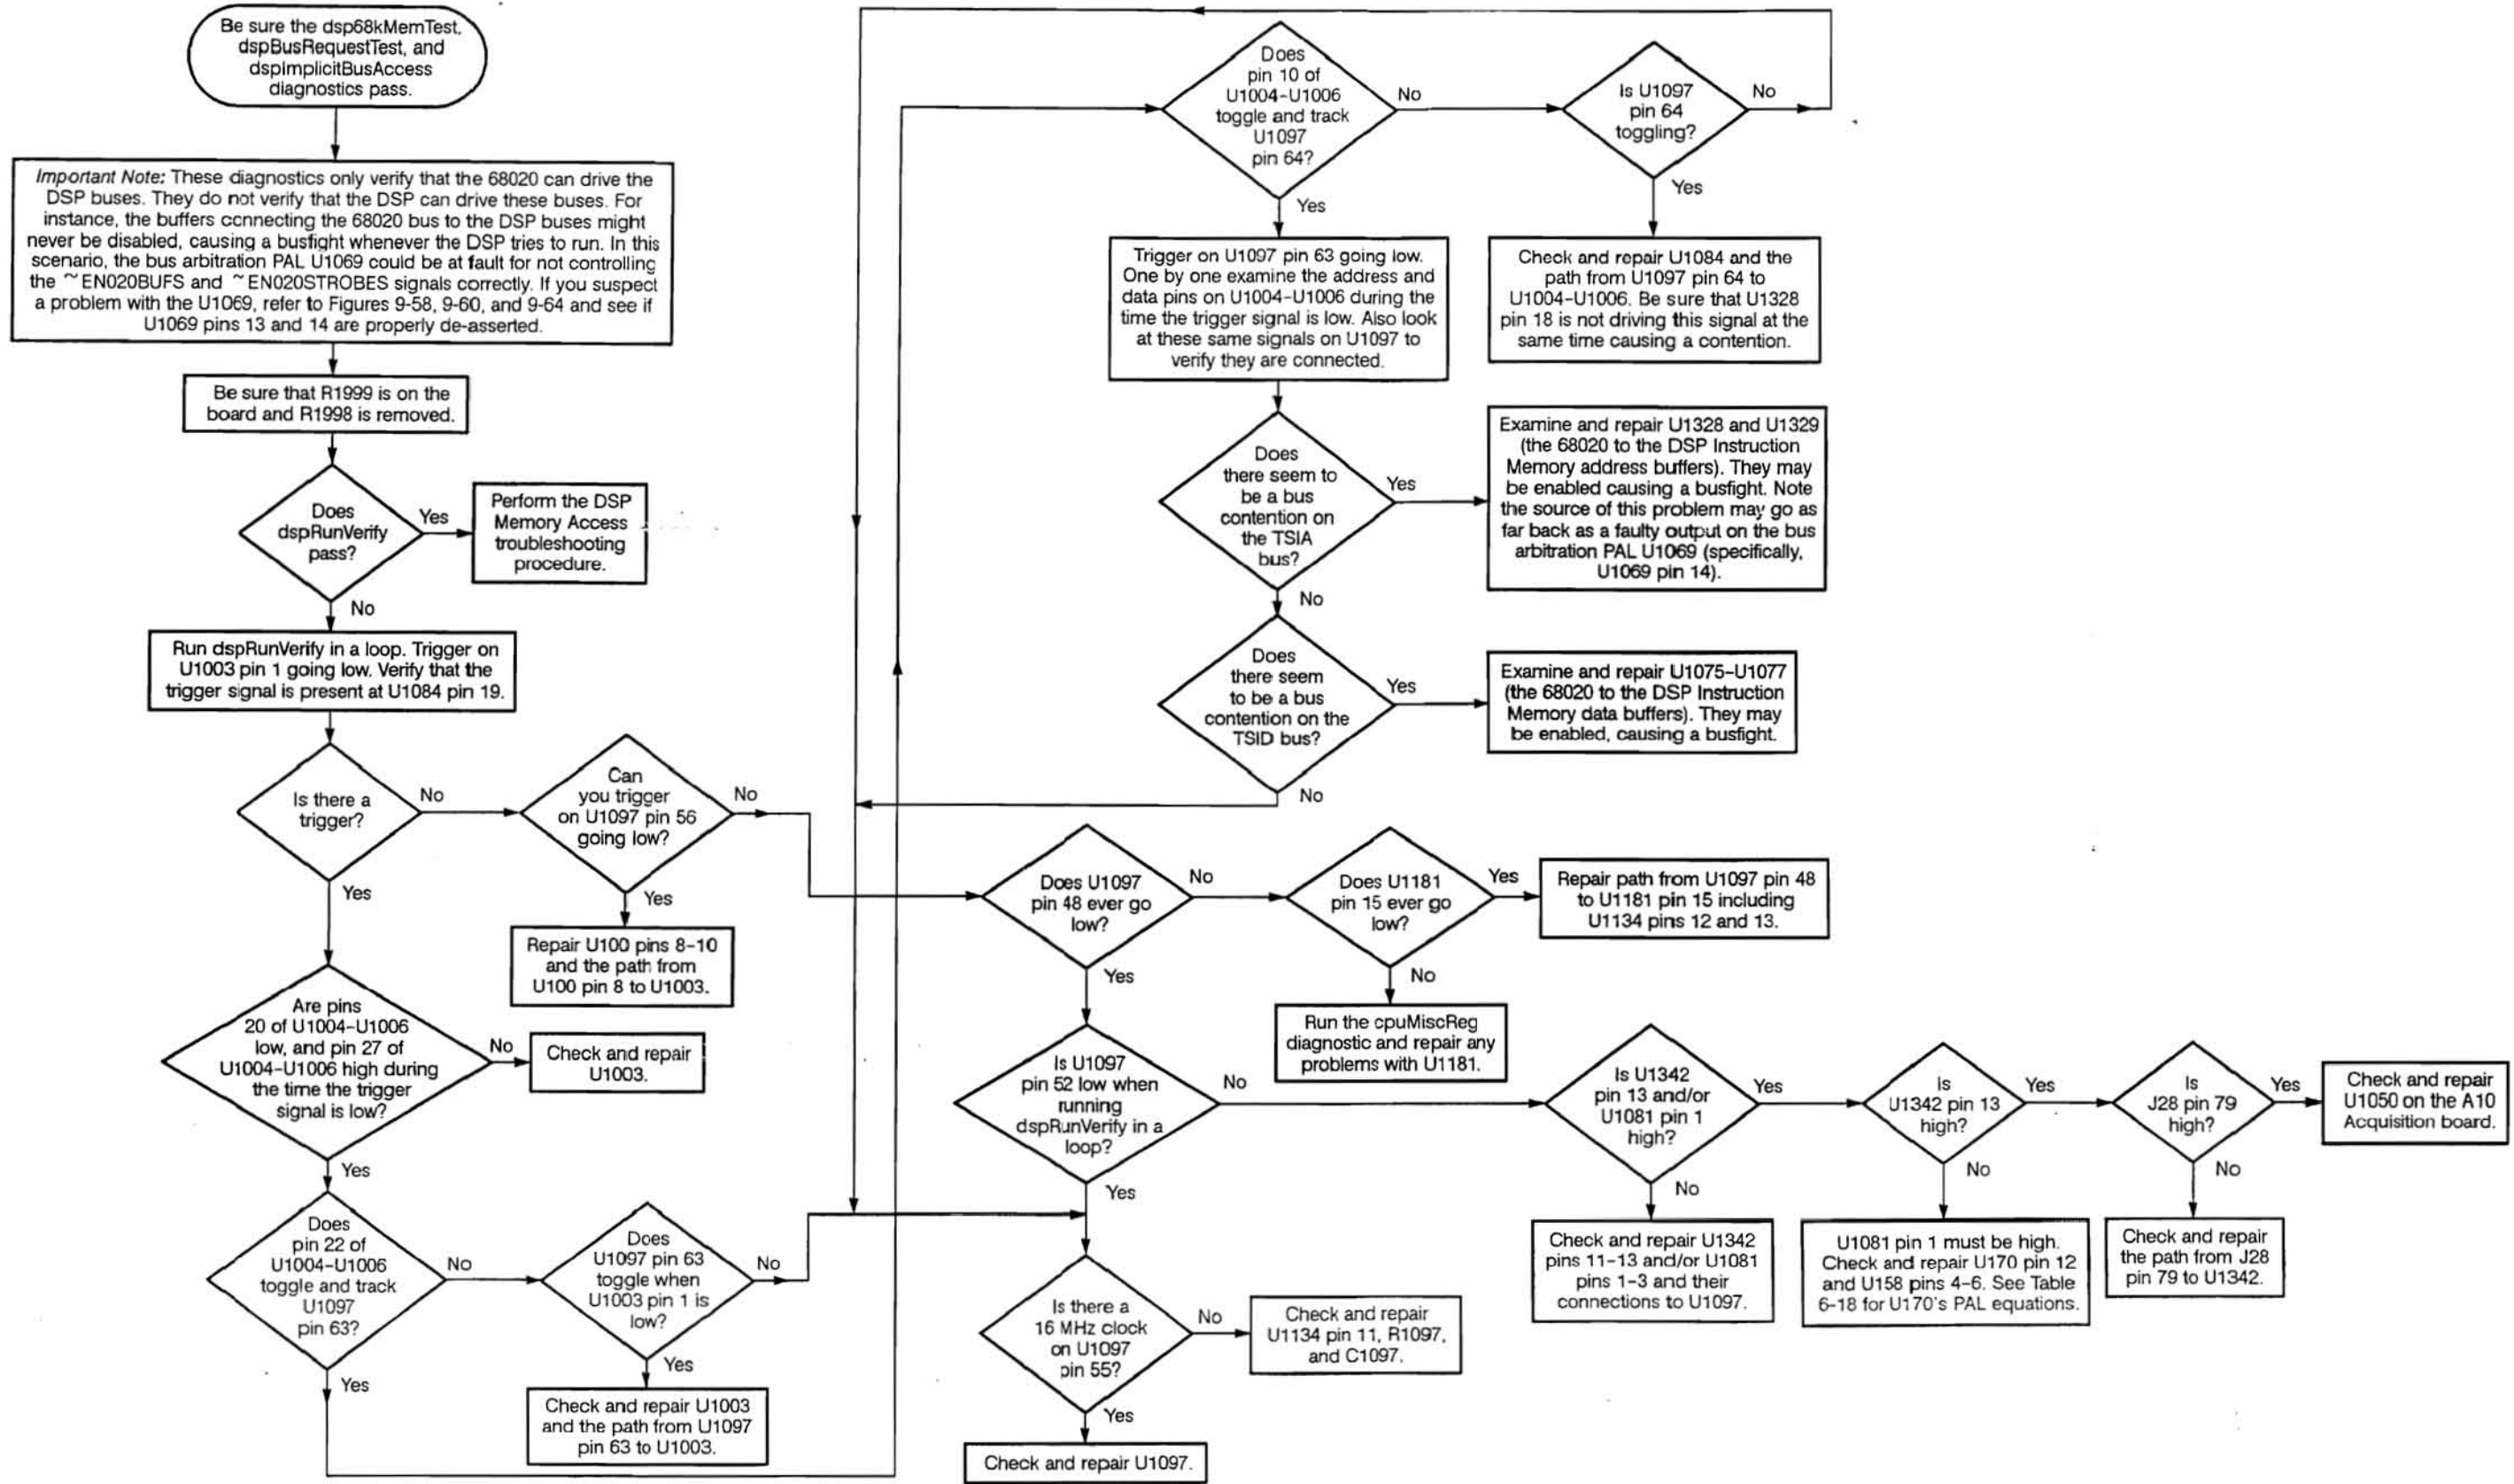 Be sure the dsp68kMemTest,
dspBusRequestTest, and
dspImplicitBusAccess
diagnostics pass.
Important Note: These diagnostics only verify that the 68020 can drive the
DSP buses. They do not verify that the DSP can drive these buses. For
instance, the buffers connecting the 68020 bus to the DSP buses might
never be disabled, causing a busfight whenever the DSP tries to run. In this
scenario, the bus arbitration PAL U1069 could be at fault for not controlling
the ~EN020BUFS and ~EN020STROBES signals correctly. If you suspect
a problem with the U1069, refer to Figures 9-58, 9-60, and 9-64 and see if
U1069 pins 13 and 14 are properly de-asserted.
Be sure that R1999 is on the
board and R1998 is removed.
Does
dspRunVerify
pass?
Yes
Perform the DSP
Memory Access
troubleshooting
procedure.
No
Run dspRunVerify in a loop. Trigger on
U1003 pin 1 going low. Verify that the
trigger signal is present at U1084 pin 19.
Is there a
trigger?
No
Can
you trigger
on U1097 pin 56
going low?
No
Yes
Repair U100 pins 8-10
and the path from
U100 pin 8 to U1003.
Yes
Are pins
20 of U1004-U1006
low, and pin 27 of
U1004-U1006 high during
the time the trigger
signal is low?
No
Check and repair
U1003.
Yes
Does
pin 22 of
U1004-U1006
toggle and track
U1097
pin 63?
No
Does
U1097 pin 63
toggle when
U1003 pin 1 is
low?
No
Yes
Check and repair U1003
and the path from U1097
pin 63 to U1003.
Yes
Does
pin 10 of
U1004-U1006
toggle and track
U1097
pin 64?
No
Is U1097
pin 64
toggling?
No
Yes
Check and repair U1084 and the
path from U1097 pin 64 to
U1004-U1006. Be sure that U1328
pin 18 is not driving this signal at the
same time causing a contention.
Yes
Trigger on U1097 pin 63 going low.
One by one examine the address and
data pins on U1004-U1006 during the
time the trigger signal is low. Also look
at these same signals on U1097 to
verify they are connected.
Does
there seem to
be a bus
contention on
the TSIA
bus?
Yes
Examine and repair U1328 and U1329
(the 68020 to the DSP Instruction
Memory address buffers). They may
be enabled causing a busfight. Note
the source of this problem may go as
far back as a faulty output on the bus
arbitration PAL U1069 (specifically,
U1069 pin 14).
No
Does
there seem
to be a bus
contention on the
TSID bus?
Yes
Examine and repair U1075-U1077
(the 68020 to the DSP Instruction
Memory data buffers). They may
be enabled, causing a busfight.
No
Does U1097
pin 48 ever go
low?
No
Does U1181
pin 15 ever go
low?
Yes
Repair path from U1097 pin 48
to U1181 pin 15 including
U1134 pins 12 and 13.
No
Run the cpuMiscReg
diagnostic and repair any
problems with U1181.
Yes
Is U1097
pin 52 low when
running
dspRunVerify in a
loop?
No
Is U1342
pin 13 and/or
U1081 pin 1
high?
Yes
Is
U1342 pin 13
high?
Yes
Is
J28 pin 79
high?
Yes
Check and repair
U1050 on the A10
Acquisition board.
No
Check and repair U1342
pins 11-13 and/or U1081
pins 1-3 and their
connections to U1097.
No
U1081 pin 1 must be high.
Check and repair U170 pin 12
and U158 pins 4-6. See Table
6-18 for U170's PAL equations.
No
Check and repair
the path from J28
pin 79 to U1342.
Yes
Is there a
16 MHz clock
on U1097
pin 55?
No
Check and repair
U1134 pin 11, R1097,
and C1097.
Yes
Check and repair U1097.